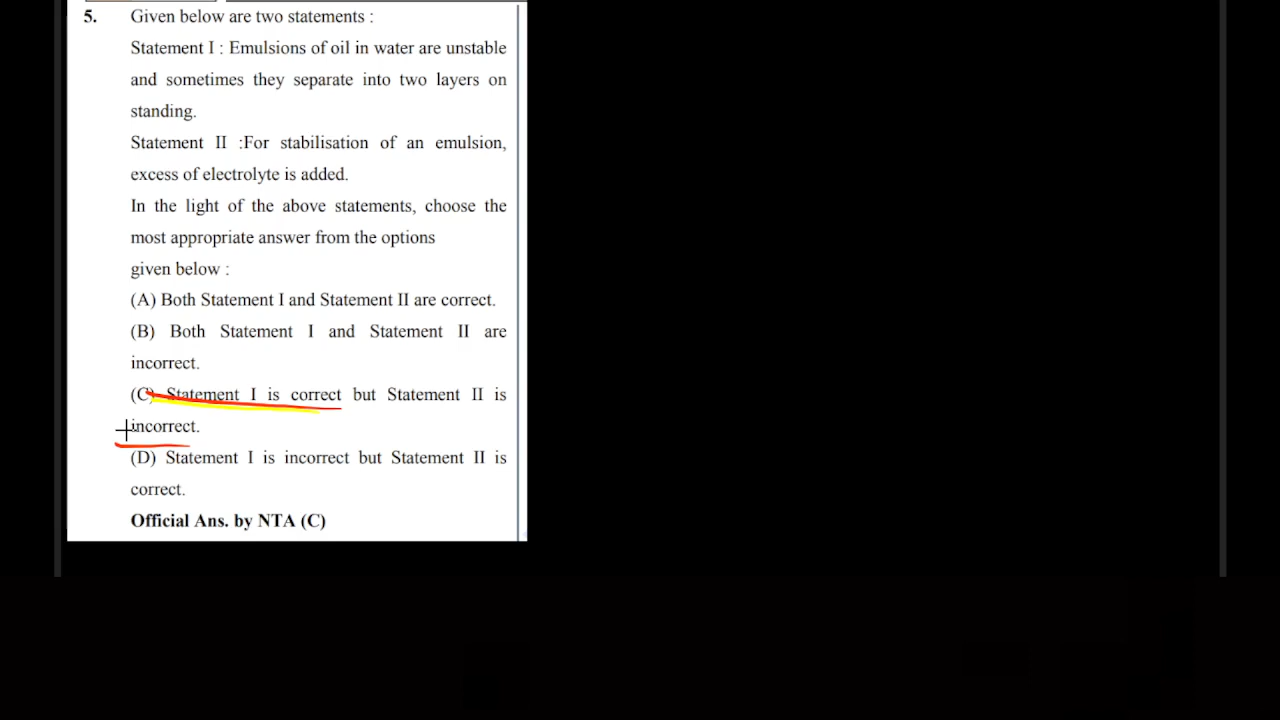 5. Given below are two statements :
Statement I : Emulsions of oil in water are unstable
and sometimes they separate into two layers on
standing.
Statement II :For stabilisation of an emulsion,
excess of electrolyte is added.
In the light of the above statements, choose the
most appropriate answer from the options
given below :
(A) Both Statement I and Statement II are correct.
(B) Both Statement I and Statement II are
incorrect.
(C) Statement I is correct but Statement II is
incorrect.
(D) Statement I is incorrect but Statement II is
correct.
Official Ans. by NTA (C)